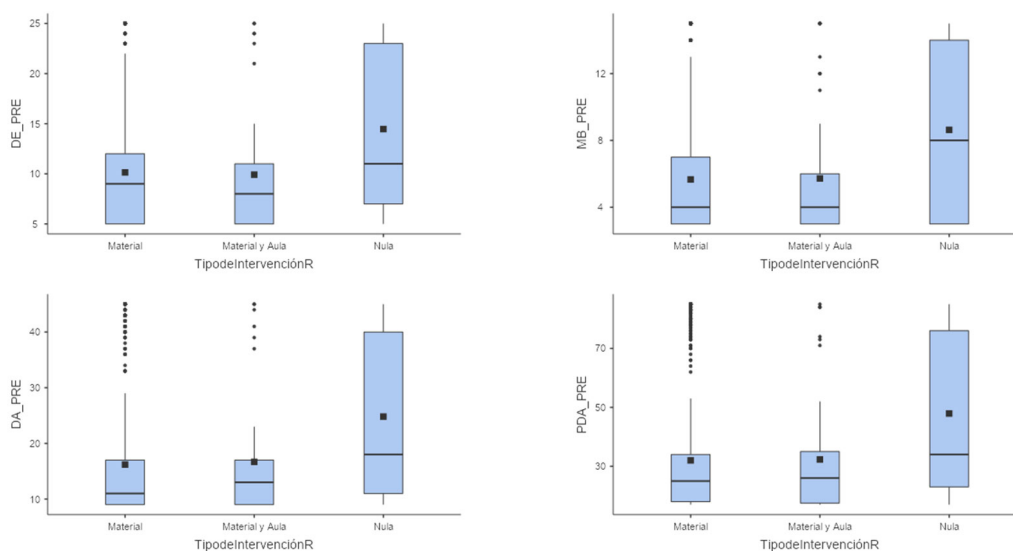 25
20
15
10
5
DE_PRE
Material
Material y Aula
Nula
TipodeIntervenciónR
12
8
4
MB_PRE
Material
Material y Aula
Nula
TipodeIntervenciónR
40
30
20
10
DA_PRE
Material
Material y Aula
Nula
TipodeIntervenciónR
70
50
30
PDA_PRE
Material
Material y Aula
Nula
TipodeIntervenciónR